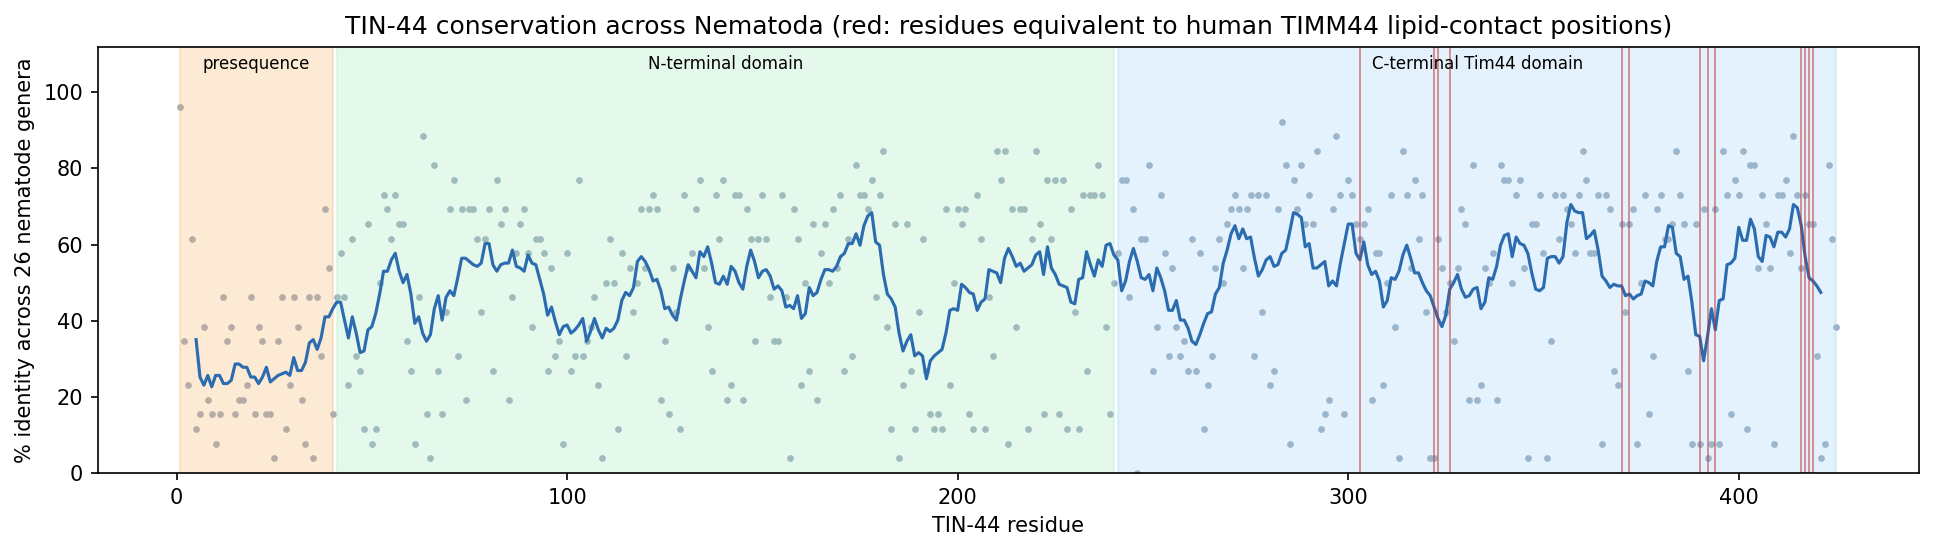 TIN-44 conservation across Nematoda (red: residues equivalent to human TIMM44 lipid-contact positions)
presequence
N-terminal domain
C-terminal Tim44 domain
% identity across 26 nematode genera
100
80
60
40
20
0
0 100 200 300 400
TIN-44 residue